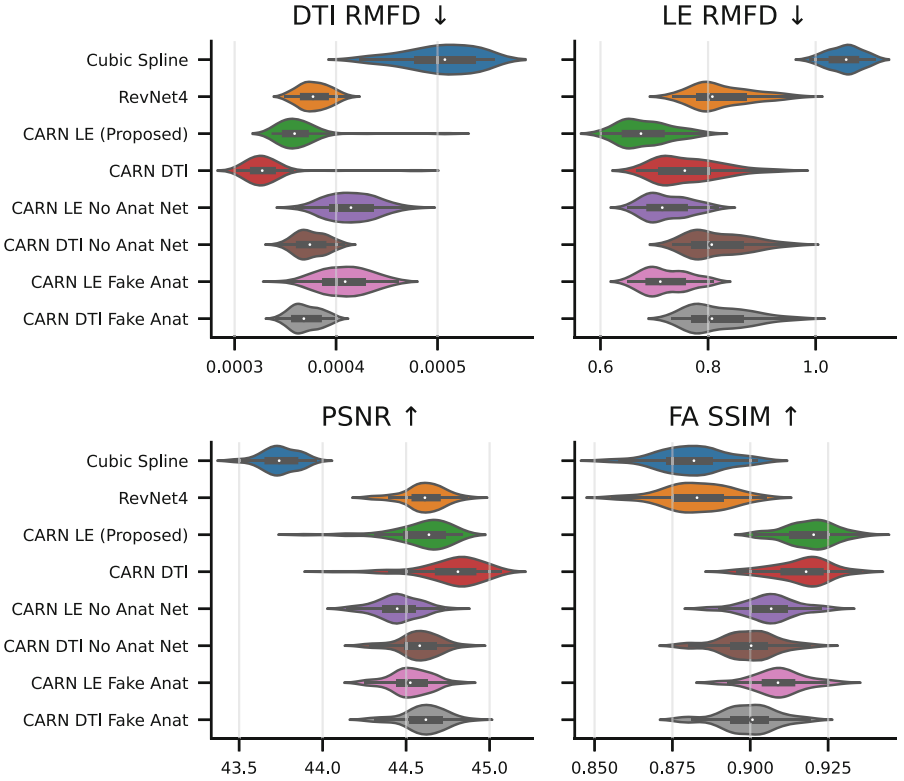 DTI RMFD ↓
LE RMFD ↓
Cubic Spline
RevNet4
CARN LE (Proposed)
CARN DTI
CARN LE No Anat Net
CARN DTI No Anat Net
CARN LE Fake Anat
CARN DTI Fake Anat
0.0003 0.0004 0.0005
0.6 0.8 1.0
PSNR ↑
FA SSIM ↑
Cubic Spline
RevNet4
CARN LE (Proposed)
CARN DTI
CARN LE No Anat Net
CARN DTI No Anat Net
CARN LE Fake Anat
CARN DTI Fake Anat
43.5 44.0 44.5 45.0
0.850 0.875 0.900 0.925